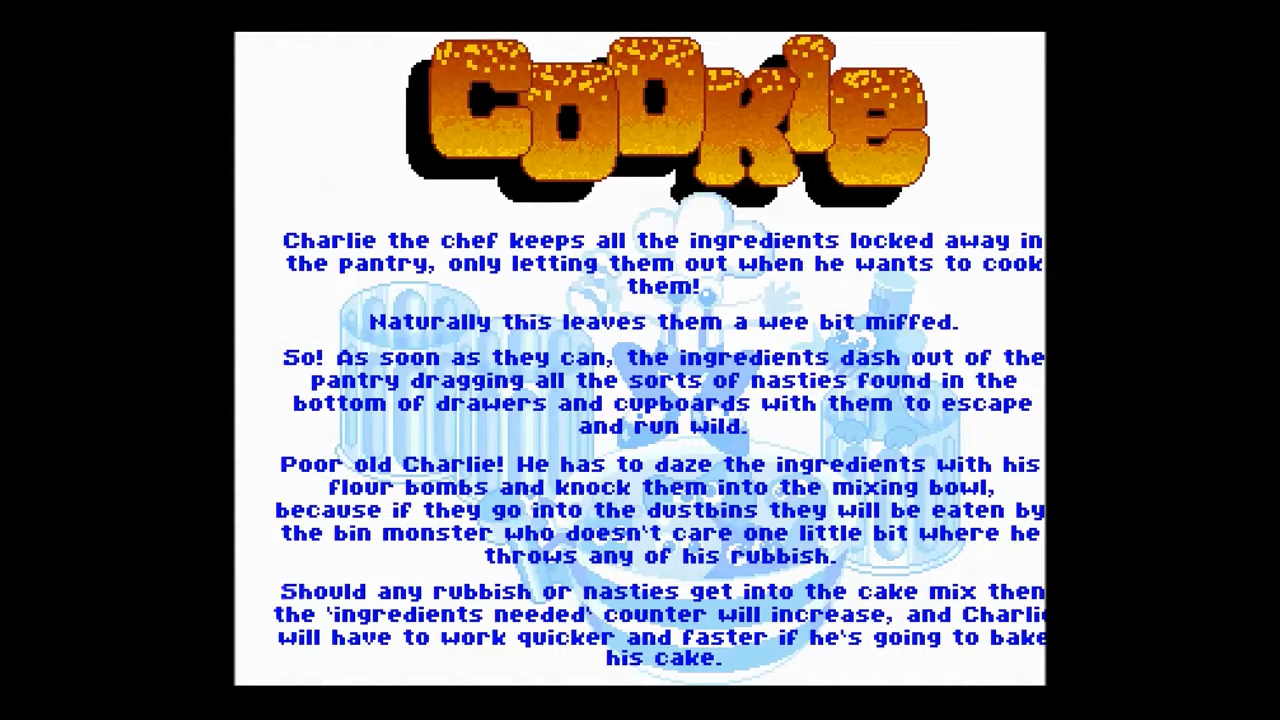 Cookie
Charlie the chef keeps all the ingredients locked away in
the pantry, only letting them out when he wants to cook
them!
Naturally this leaves them a wee bit miffed.
So! As soon as they can, the ingredients dash out of the
pantry dragging all the sorts of nasties found in the
bottom of drawers and cupboards with them to escape
and run wild.
Poor old Charlie! He has to daze the ingredients with his
flour bombs and knock them into the mixing bowl,
because if they go into the dustbins they will be eaten by
the bin monster who doesn't care one little bit where he
throws any of his rubbish.
Should any rubbish or nasties get into the cake mix then
the 'ingredients needed' counter will increase, and Charlie
will have to work quicker and faster if he's going to bake
his cake.